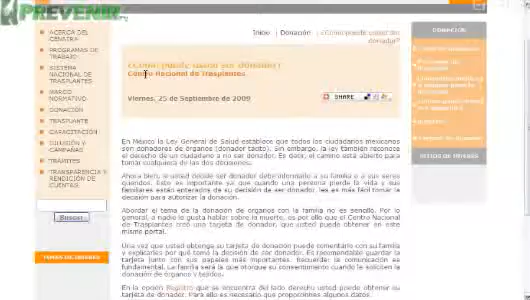 PREVENIR
ACERCA DEL
CENATRA
PROGRAMAS DE
TRABAJO
SISTEMA
NACIONAL DE
TRASPLANTES
MARCO
NORMATIVO
DONACIÓN
TRASPLANTE
CAPACITACIÓN
DIFUSIÓN Y
CAMPAÑAS
TRÁMITES
TRANSPARENCIA Y
RENDICIÓN DE
CUENTAS
Buscar
Inicio | Donación | ¿Cómo puede usted ser
donador?
¿Cómo puede usted ser donador?
Centro Nacional de Trasplantes
Viernes, 25 de Septiembre de 2009
SHARE
En México la Ley General de Salud establece que todos los ciudadanos mexicanos
son donadores de órganos (donador tácito). Sin embargo, la ley también reconoce
el derecho de un ciudadano a no ser donador. Es decir, el camino está abierto para
tomar cualquiera de las dos decisiones.
Ahora bien, si usted decide ser donador debe informarlo a su familia o a sus seres
queridos. Esto es importante ya que cuando una persona pierde la vida y sus
familiares están enterados de su decisión de ser donador, les es más fácil tomar la
decisión para autorizar la donación.
Abordar el tema de la donación de órganos con la familia no es sencillo. Por lo
general, a nadie le gusta hablar sobre la muerte, es por ello que el Centro Nacional
de Trasplantes creó una tarjeta de donador, que usted puede obtener en este
mismo portal.
Una vez que usted obtenga su tarjeta de donación puede comentarlo con su familia
y explicarles por qué tomó la decisión de ser donador. Es recomendable guardar la
tarjeta junto con sus papeles más importantes. Recuerde: la comunicación es
fundamental. La familia será la que otorgue su consentimiento cuando le soliciten la
donación de órganos y tejidos.
En la opción Registro que se encuentra del lado derecho usted puede obtener su
tarjeta de donador. Para ello es necesario que proporcione algunos datos.
DONACIÓN
SITIOS DE INTERÉS